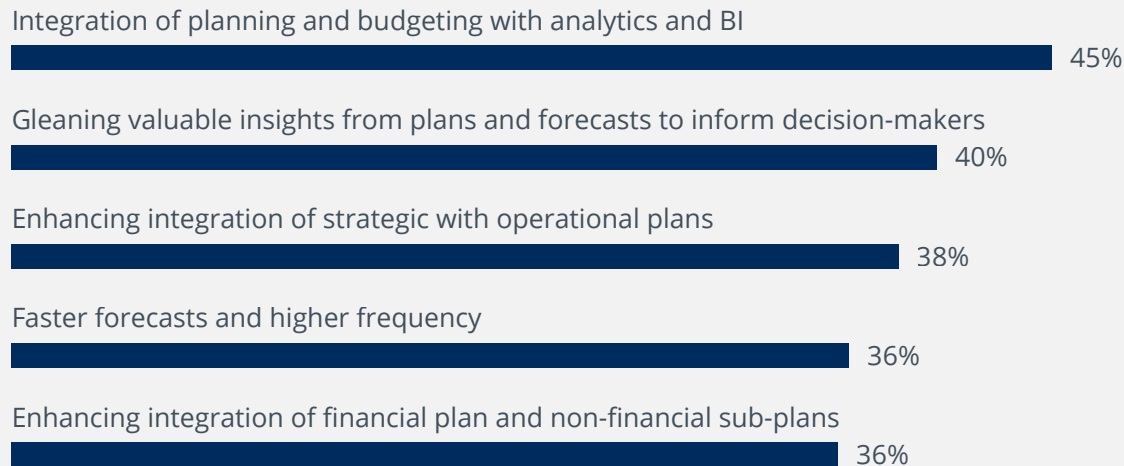 Integration of planning and budgeting with analytics and BI
45%
Gleaning valuable insights from plans and forecasts to inform decision-makers
40%
Enhancing integration of strategic with operational plans
38%
Faster forecasts and higher frequency
36%
Enhancing integration of financial plan and non-financial sub-plans
36%